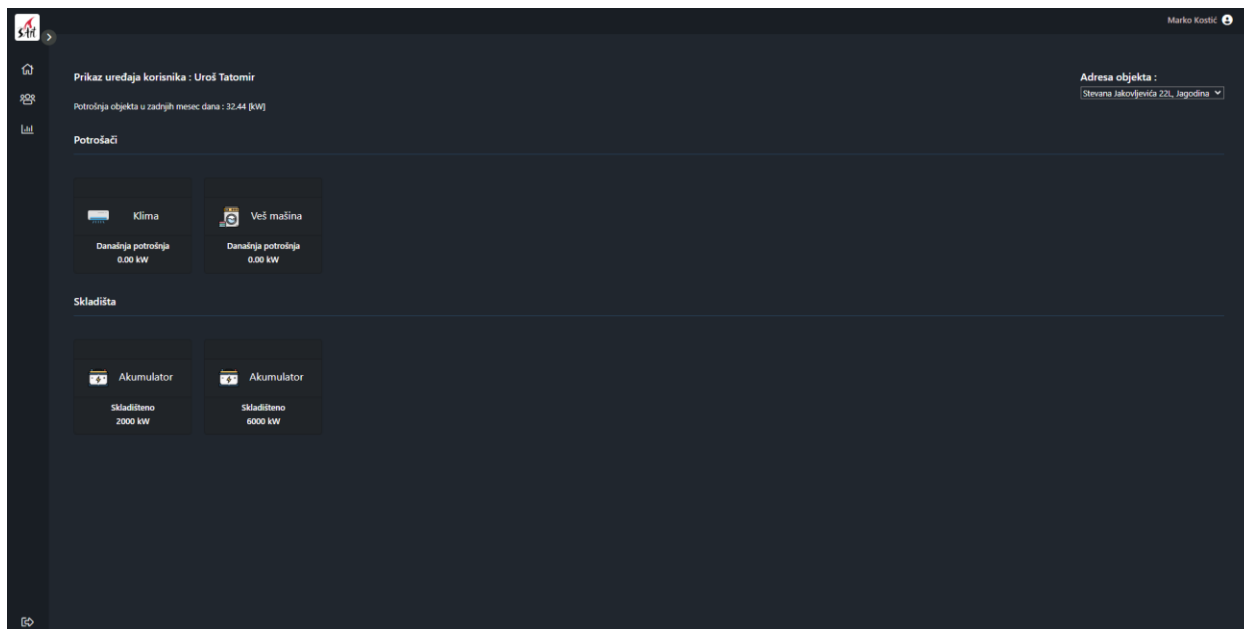 Marko Kostić
Prikaz uređaja korisnika : Uroš Tatomir
Adresa objekta :
Stevana Jakovljevića 22L, Jagodina
Potrošnja objekta u zadnjih mesec dana : 32.44 [kW]
Potrošači
Klima
Veš mašina
Današnja potrošnja
0.00 kW
Današnja potrošnja
0.00 kW
Skladišta
Akumulator
Akumulator
Skladišteno
2000 kW
Skladišteno
6000 kW